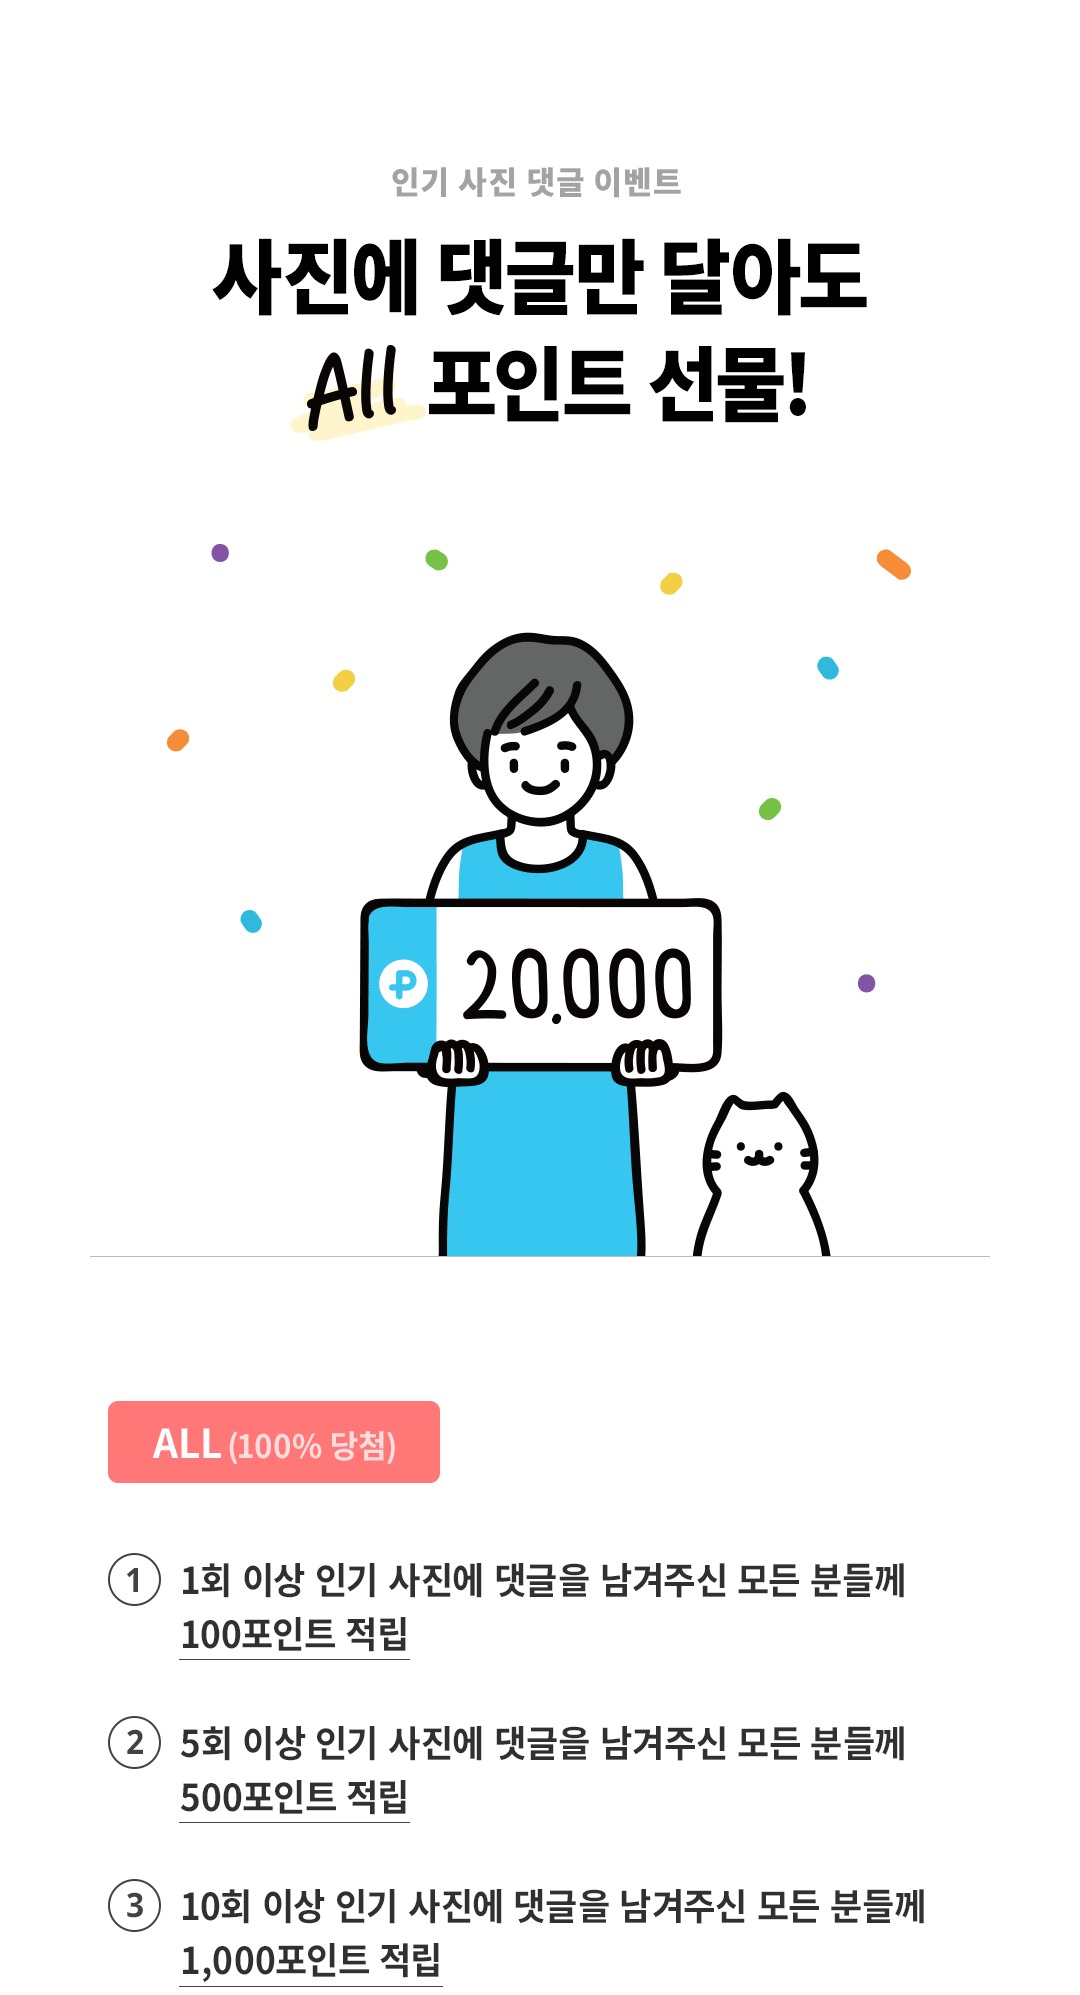 인기 사진 댓글 이벤트
사진에 댓글만 달아도
All 포인트 선물!
P 20,000
ALL (100% 당첨)
1 1회 이상 인기 사진에 댓글을 남겨주신 모든 분들께
100포인트 적립
2 5회 이상 인기 사진에 댓글을 남겨주신 모든 분들께
500포인트 적립
3 10회 이상 인기 사진에 댓글을 남겨주신 모든 분들께
1,000포인트 적립